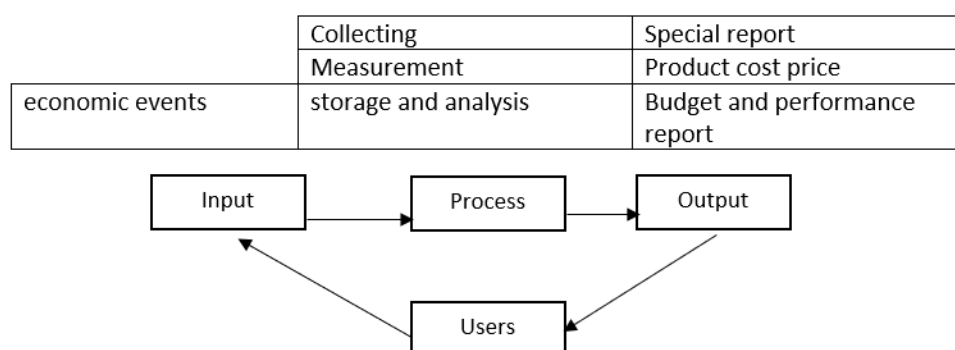 Collecting Special report
Measurement Product cost price
economic events storage and analysis Budget and performance
report
Input Process Output
Users